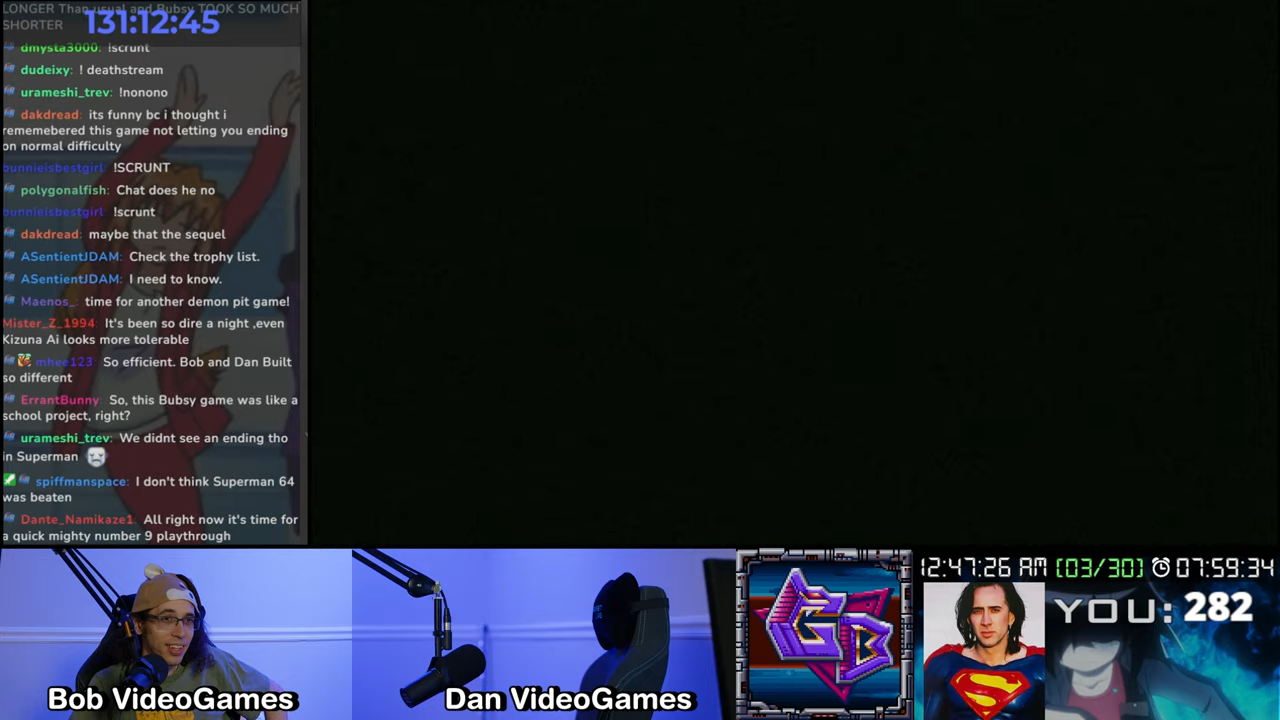 LONGER Than usual and Bubsy TOOK SO MUCH
SHORTER
131:12:45
dmysta3000: !scrunt
dudeixy: ! deathstream
urameshi_trev: !nonono
dakdread: its funny bc i thought i
rememebered this game not letting you ending
on normal difficulty
bunnieisbestgirl: !SCRUNT
polygonalfish: Chat does he no
bunnieisbestgirl: !scrunt
dakdread: maybe that the sequel
ASentientJDAM: Check the trophy list.
ASentientJDAM: I need to know.
Maenos_: time for another demon pit game!
Mister_Z_1994: It's been so dire a night ,even
Kizuna Ai looks more tolerable
mhee123: So efficient. Bob and Dan Built
so different
ErrantBunny: So, this Bubsy game was like a
school project, right?
urameshi_trev: We didnt see an ending tho
in Superman
spiffmanspace: I don't think Superman 64
was beaten
Dante_Namikaze1: All right now it's time for
a quick mighty number 9 playthrough
Bob VideoGames
Dan VideoGames
GB
12:47:26 AM [03/30] 07:59:34
YOU: 282